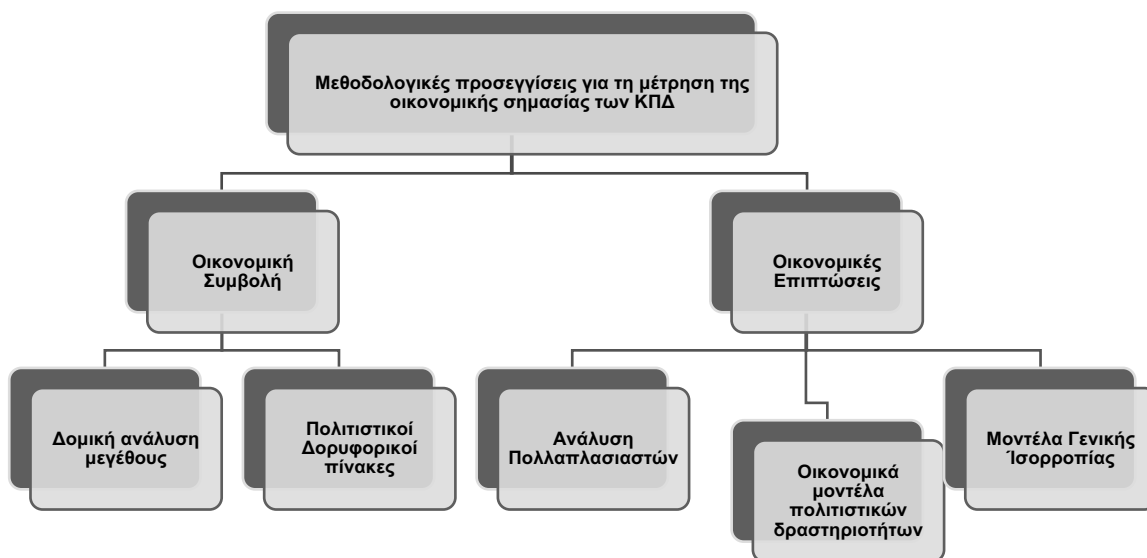 Μεθοδολογικές προσεγγίσεις για τη μέτρηση της
οικονομικής σημασίας των ΚΠΔ
Οικονομική
Συμβολή
Οικονομικές
Επιπτώσεις
Δομική ανάλυση
μεγέθους
Πολιτιστικοί
Δορυφορικοί
πίνακες
Ανάλυση
Πολλαπλασιαστών
Οικονομικά
μοντέλα
πολιτιστικών
δραστηριοτήτων
Μοντέλα Γενικής
Ίσορροπίας